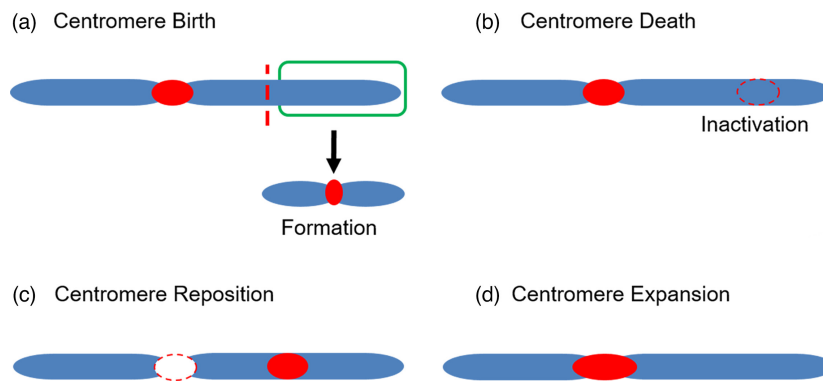 (a) Centromere Birth
(b) Centromere Death
Inactivation
Formation
(c) Centromere Reposition
(d) Centromere Expansion